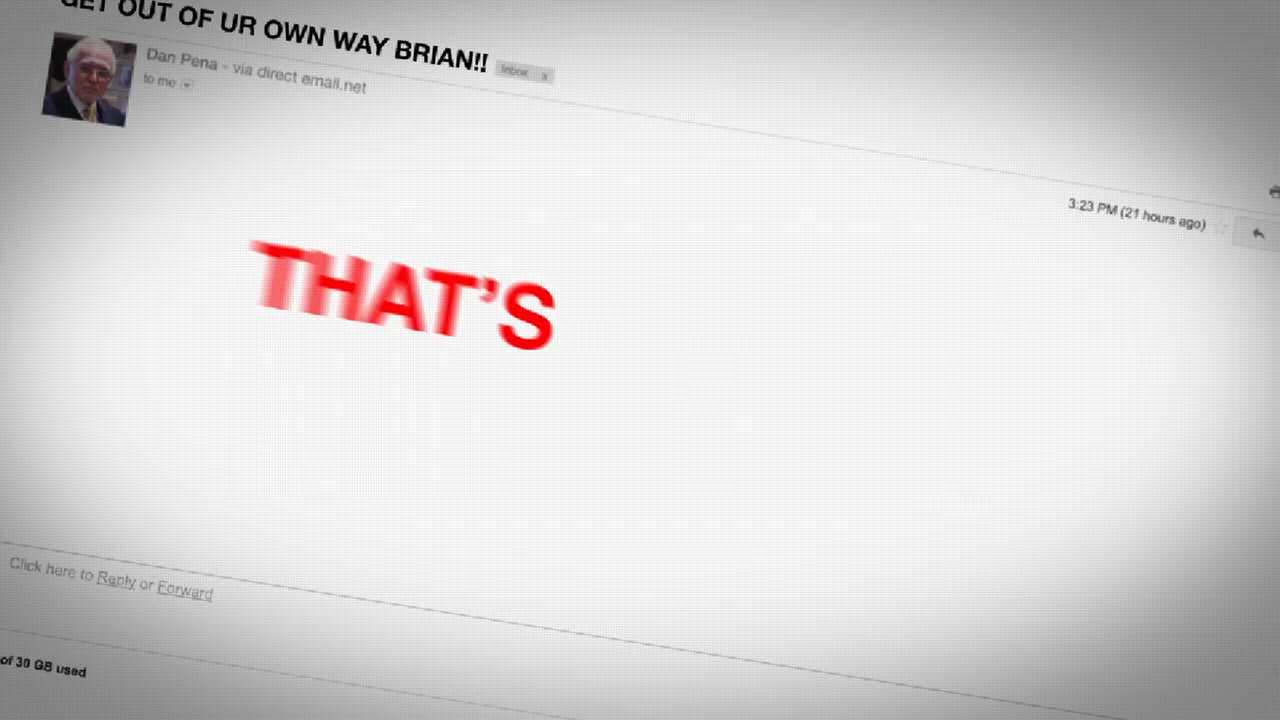 GET OUT OF UR OWN WAY BRIAN!! Inbox x
Dan Pena - via direct email.net
to me
3:23 PM (21 hours ago)
THAT'S
Click here to Reply or Forward
of 30 GB used